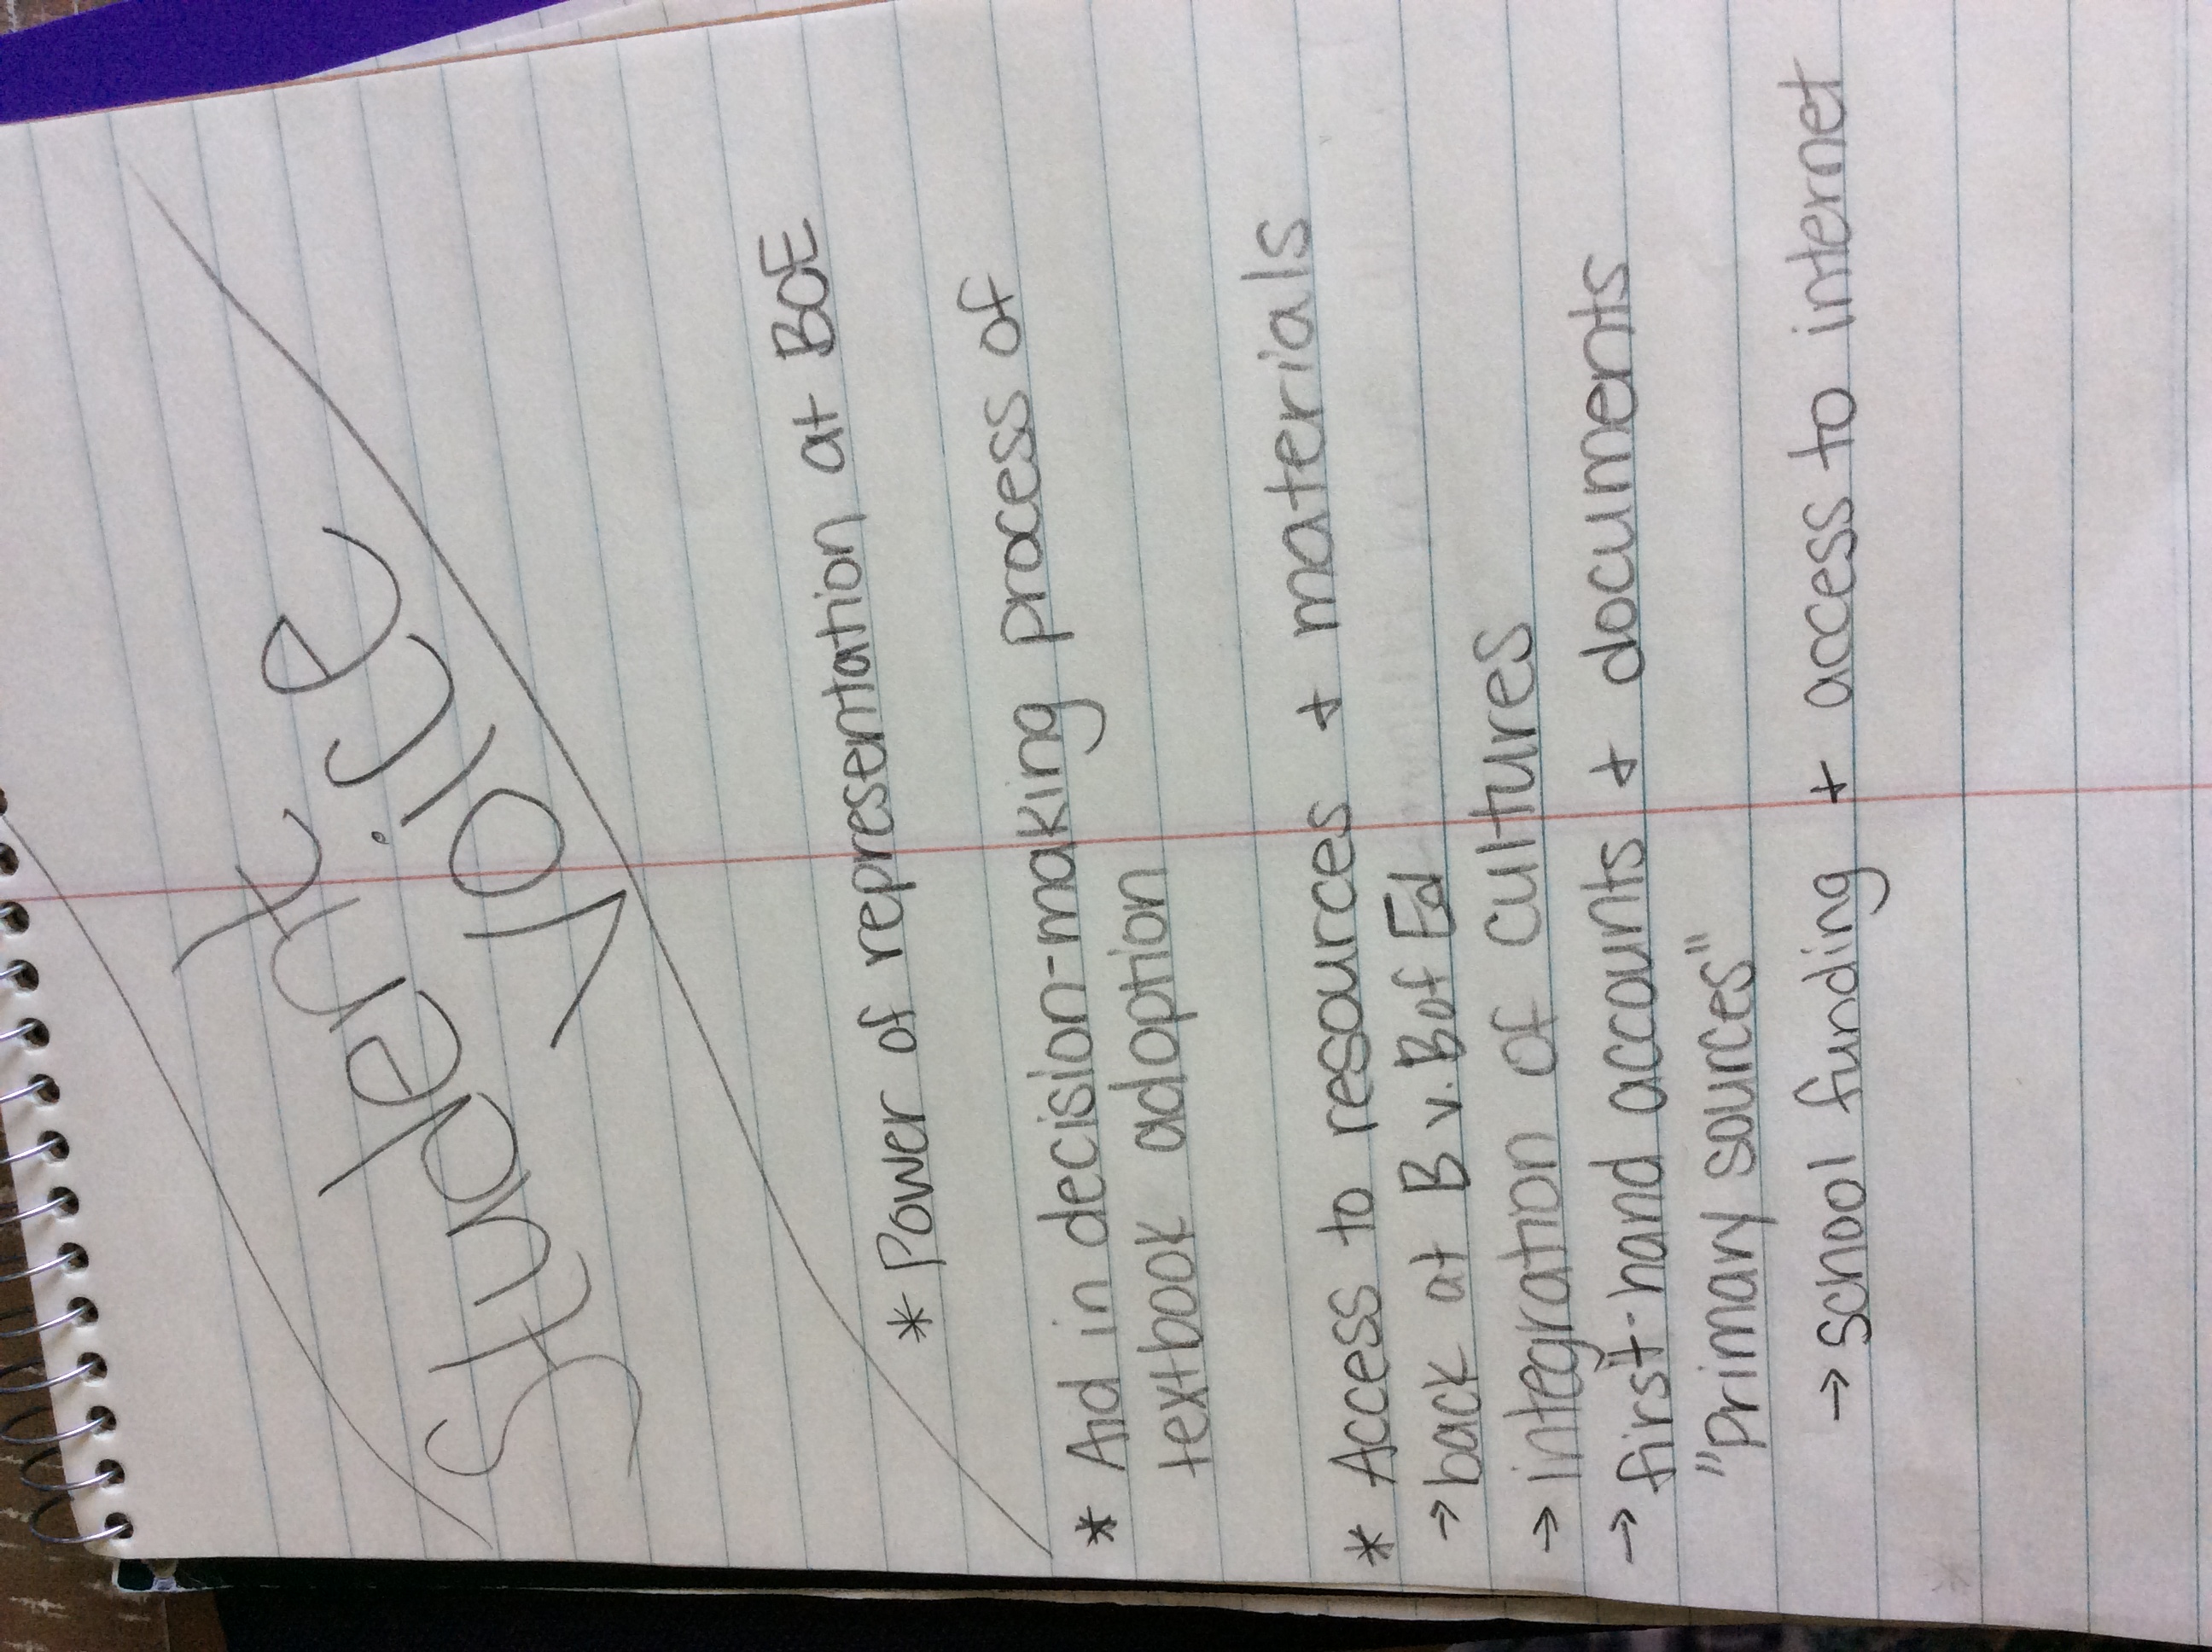 Student
voice
* Power of representation at BOE
* Aid in decision-making process of
textbook adoption
* Access to resources + materials
→ back at B v. B of Ed
→ integration of cultures
→ first-hand accounts + documents
"Primary sources"
→ school funding + access to internet